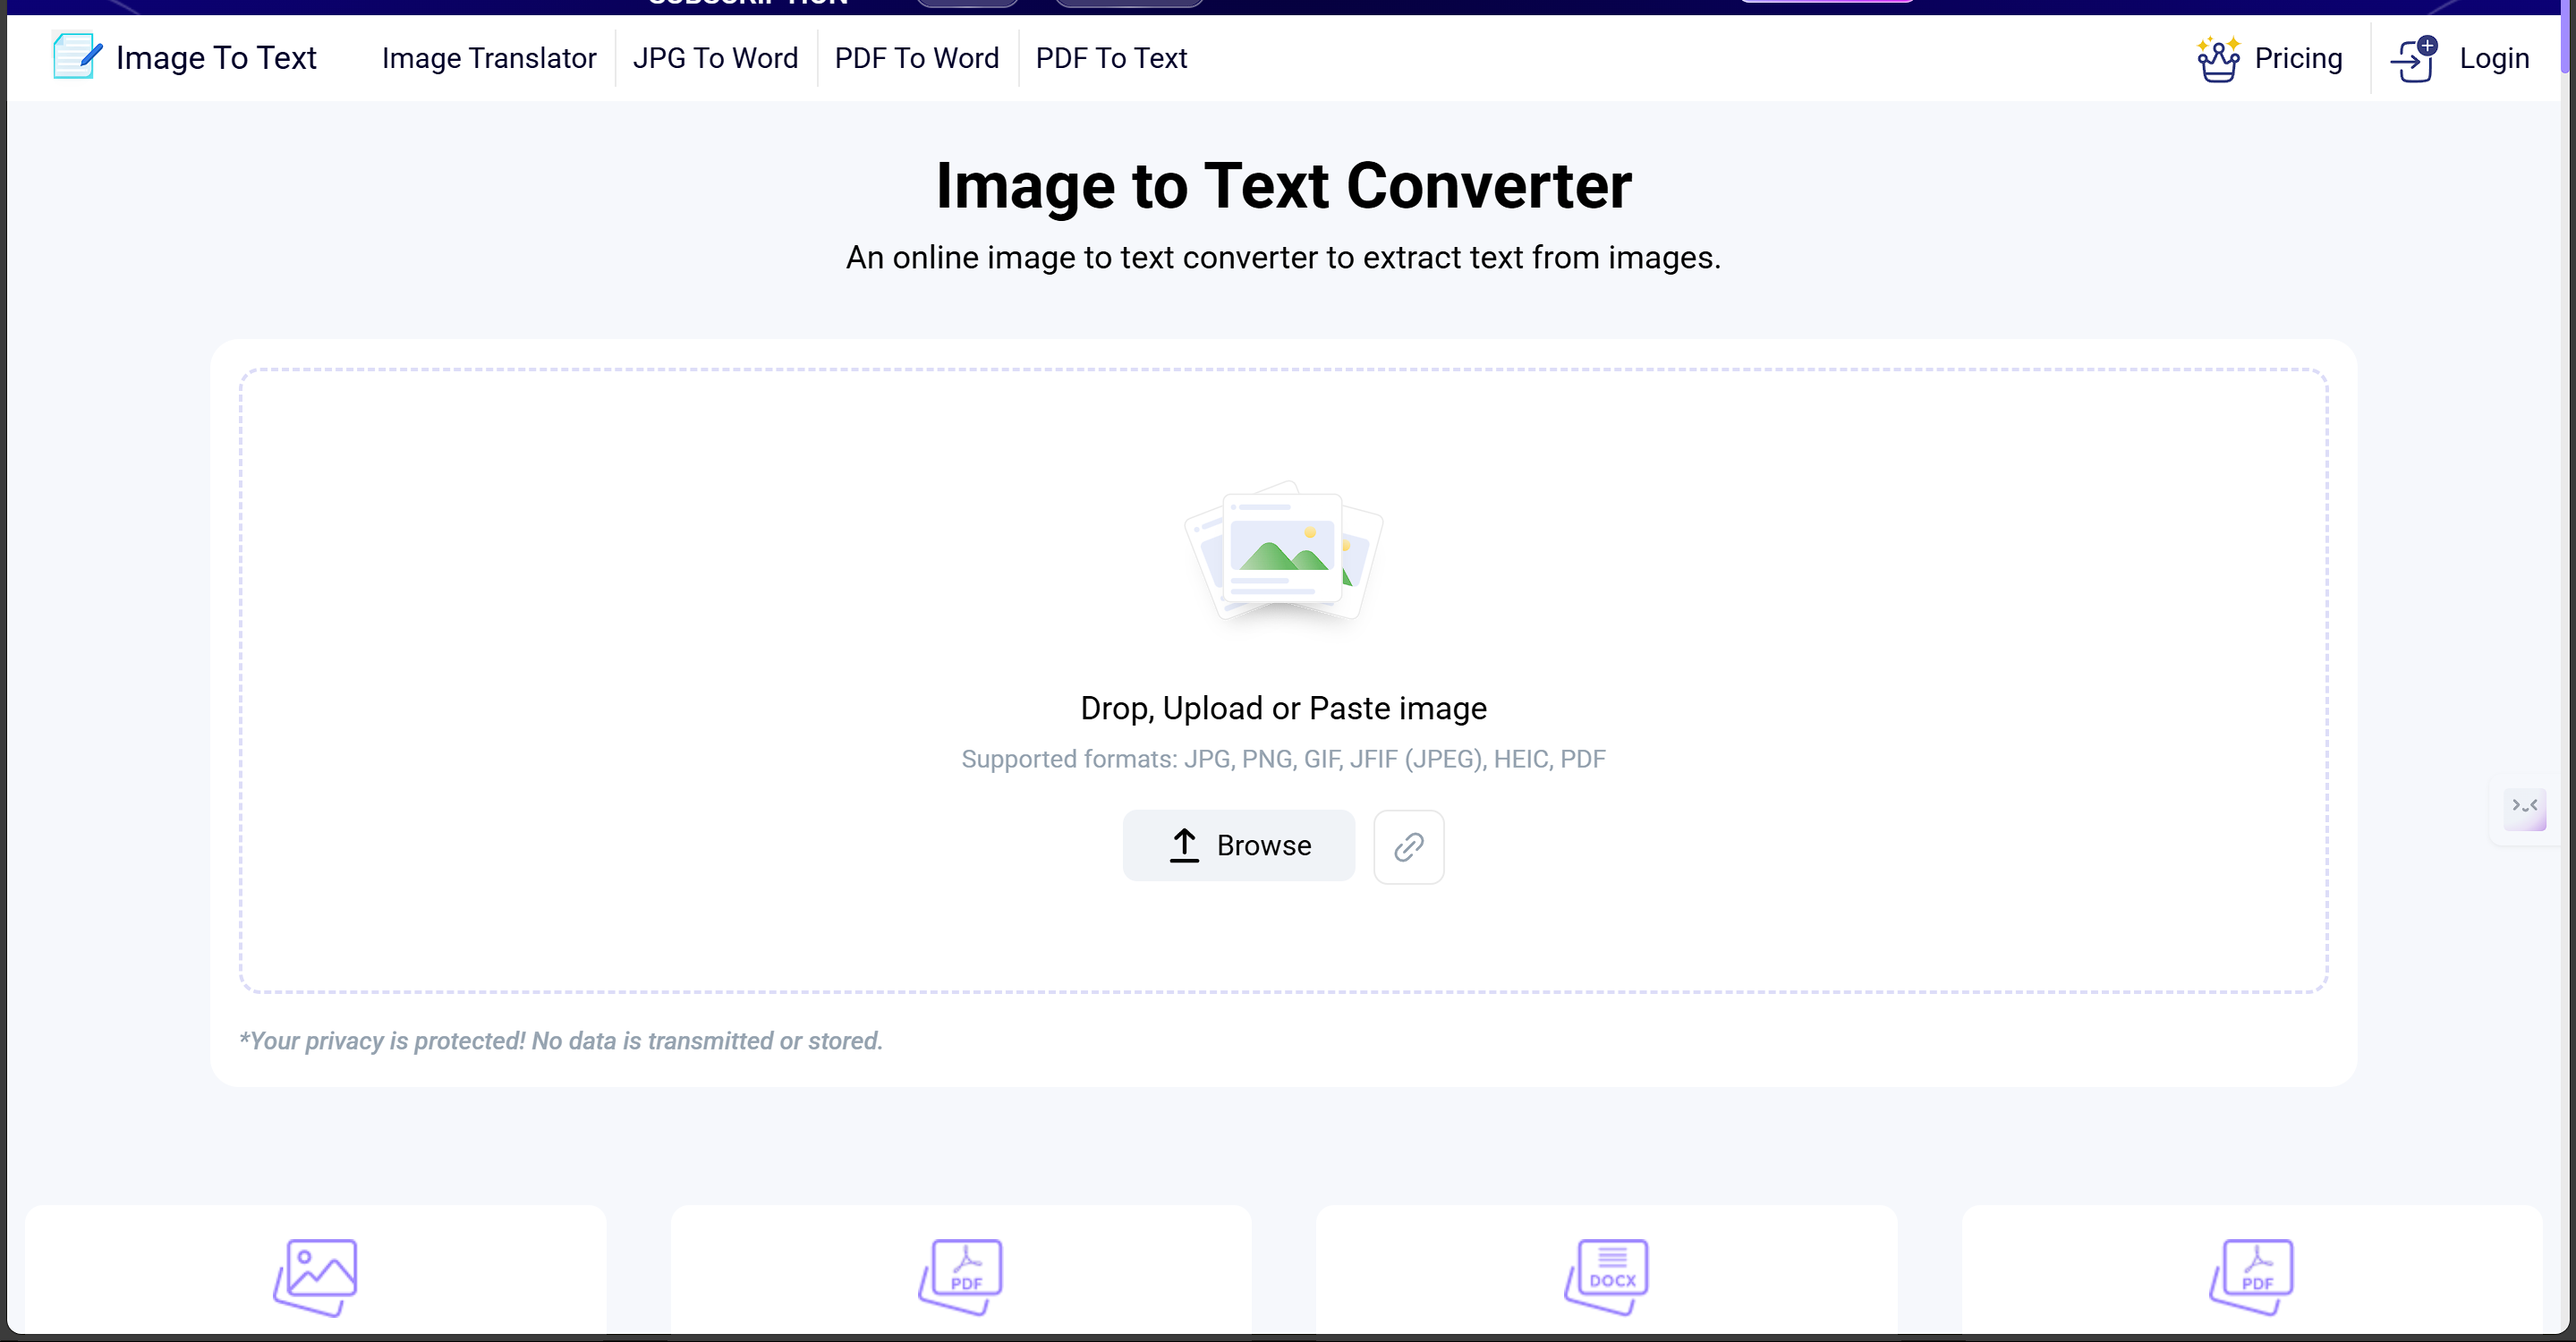 SUBSCRIPTION
Image To Text
Image Translator
JPG To Word
PDF To Word
PDF To Text
Pricing
Login
Image to Text Converter
An online image to text converter to extract text from images.
Drop, Upload or Paste image
Supported formats: JPG, PNG, GIF, JFIF (JPEG), HEIC, PDF
Browse
*Your privacy is protected! No data is transmitted or stored.
PDF
DOCX
PDF